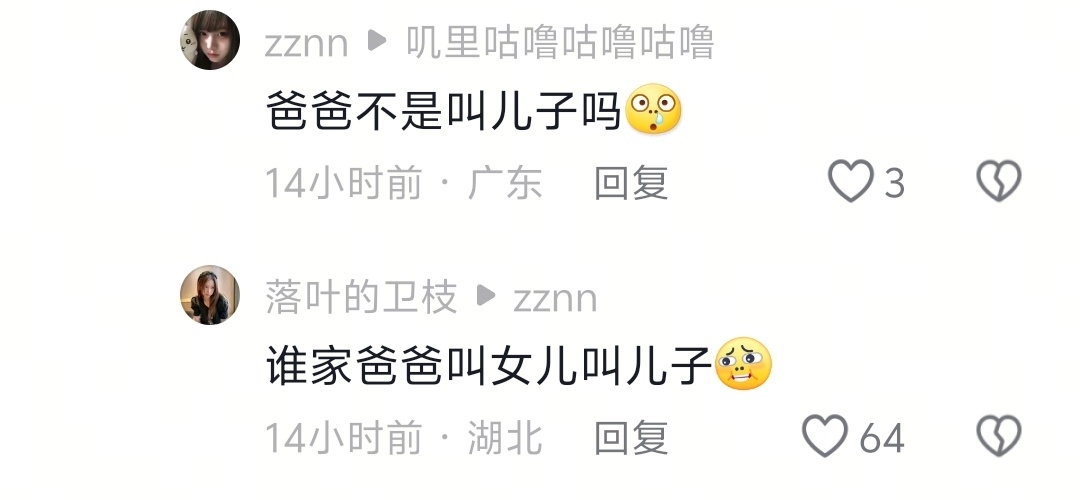 zznn ▶ 叽里咕噜咕噜咕噜
爸爸不是叫儿子吗
14小时前 · 广东 回复 3
落叶的卫枝 ▶ zznn
谁家爸爸叫女儿叫儿子
14小时前 · 湖北 回复 64